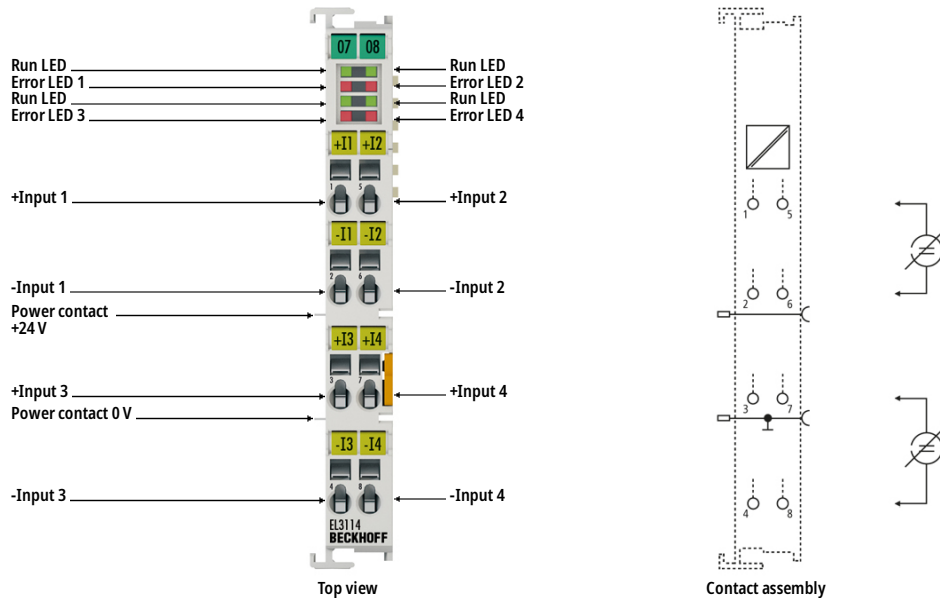 07 08
Run LED
Run LED
Error LED 1
Error LED 2
Run LED
Run LED
Error LED 3
Error LED 4
+I1 +I2
1 5
+Input 1
+Input 2
1 5
-I1 -I2
2 6
-Input 1
-Input 2
2 6
Power contact
+24 V
+I3 +I4
3 7
+Input 3
+Input 4
3 7
Power contact 0 V
-I3 -I4
4 8
-Input 3
-Input 4
4 8
EL3114
BECKHOFF
Top view
Contact assembly